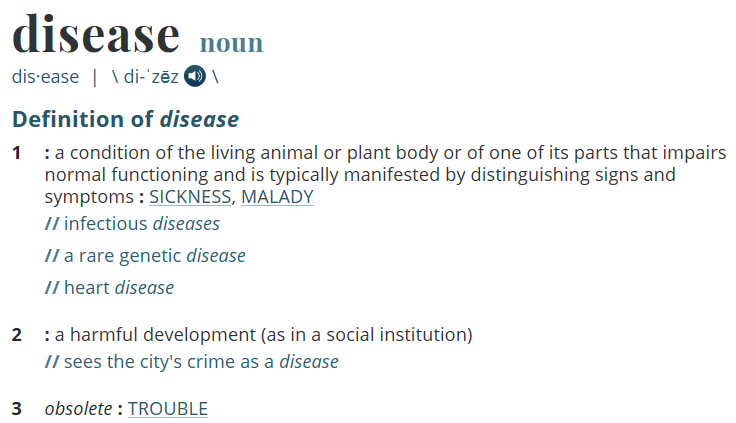 disease noun
dis·ease | \ di-ˈzēz \
Definition of disease
1 : a condition of the living animal or plant body or of one of its parts that impairs
normal functioning and is typically manifested by distinguishing signs and
symptoms : SICKNESS, MALADY
// infectious diseases
// a rare genetic disease
// heart disease
2 : a harmful development (as in a social institution)
// sees the city's crime as a disease
3 obsolete : TROUBLE